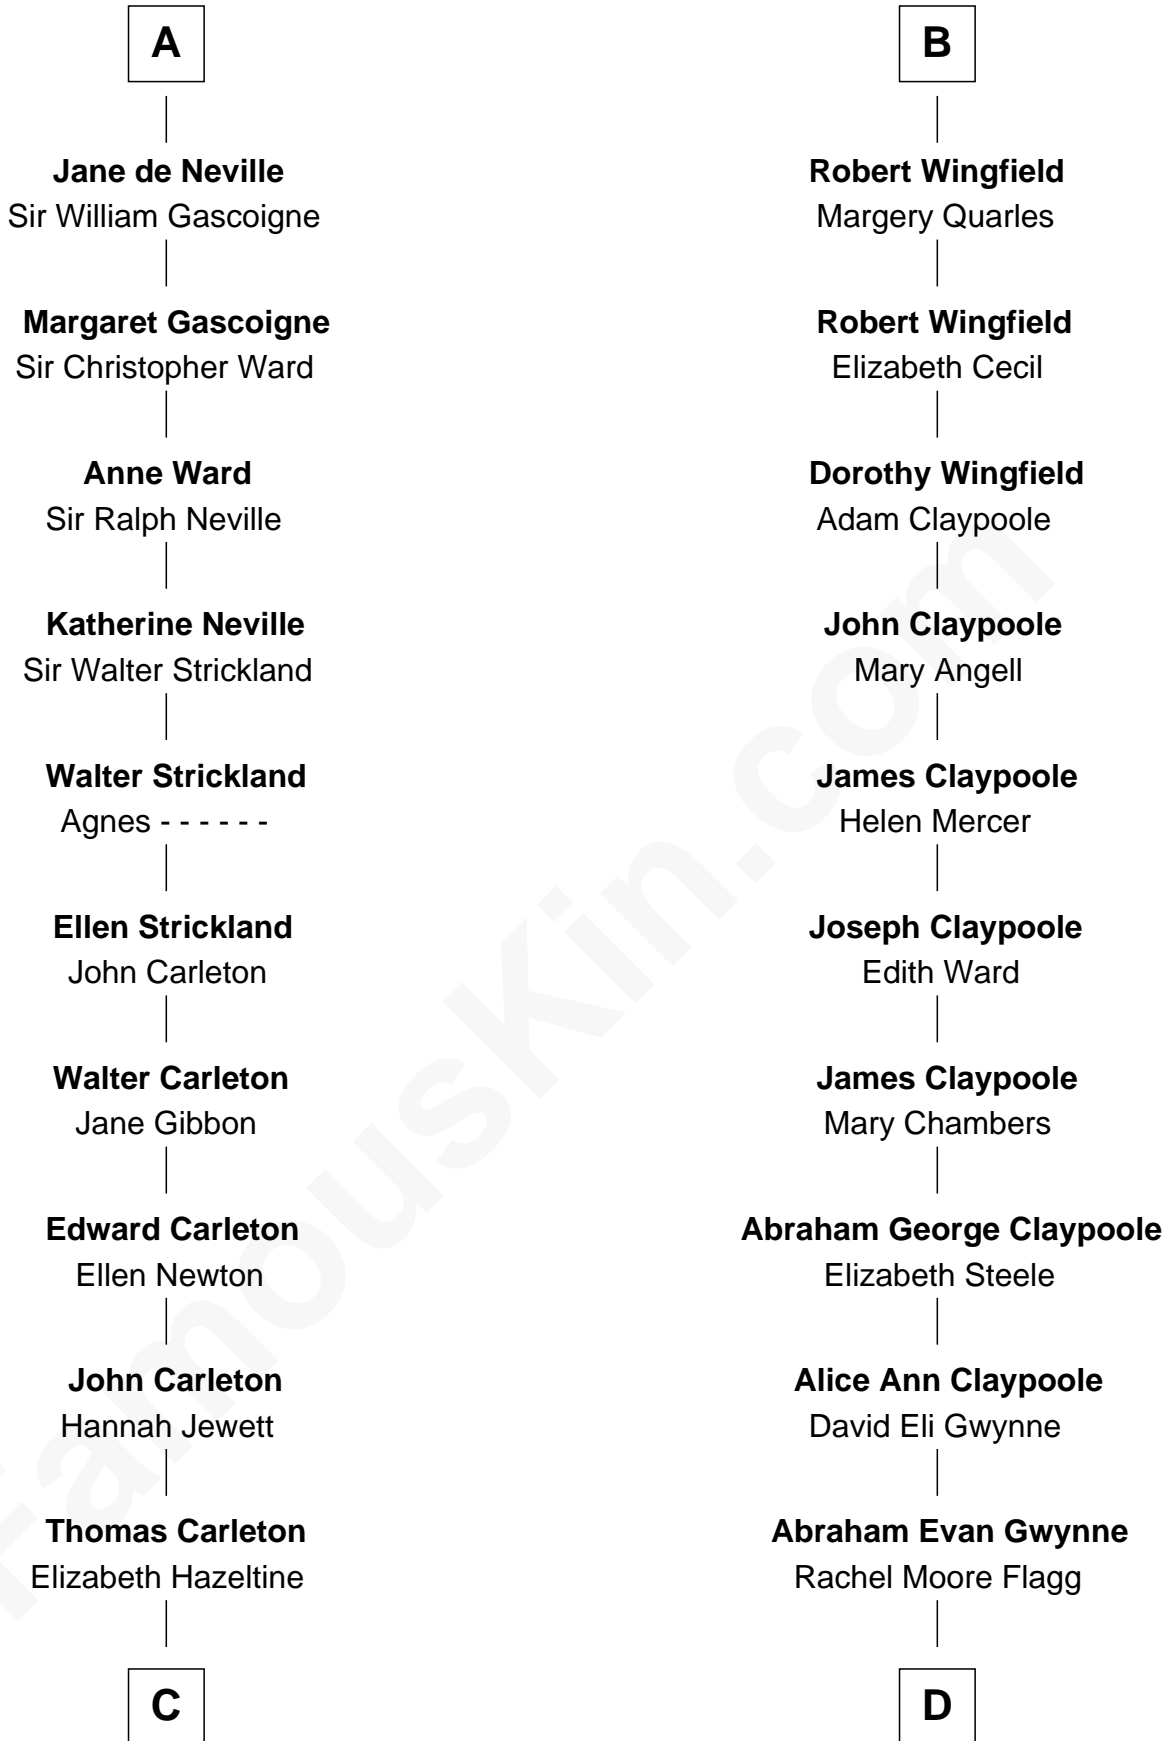 A
Jane de Neville
Sir William Gascoigne
Margaret Gascoigne
Sir Christopher Ward
Anne Ward
Sir Ralph Neville
Katherine Neville
Sir Walter Strickland
Walter Strickland
Agnes - - - - - -
Ellen Strickland
John Carleton
Walter Carleton
Jane Gibbon
Edward Carleton
Ellen Newton
John Carleton
Hannah Jewett
Thomas Carleton
Elizabeth Hazeltine
C
B
Robert Wingfield
Margery Quarles
Robert Wingfield
Elizabeth Cecil
Dorothy Wingfield
Adam Claypoole
John Claypoole
Mary Angell
James Claypoole
Helen Mercer
Joseph Claypoole
Edith Ward
James Claypoole
Mary Chambers
Abraham George Claypoole
Elizabeth Steele
Alice Ann Claypoole
David Eli Gwynne
Abraham Evan Gwynne
Rachel Moore Flagg
D
FamousKin.com